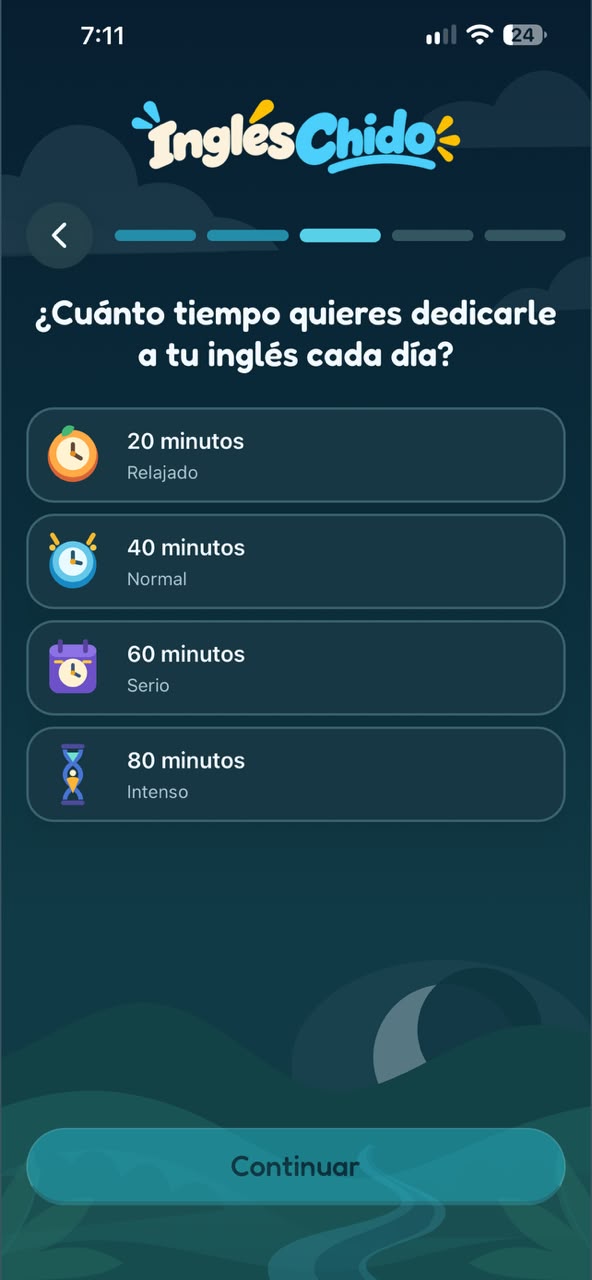 7:11
24
InglésChido
¿Cuánto tiempo quieres dedicarle
a tu inglés cada día?
20 minutos
Relajado
40 minutos
Normal
60 minutos
Serio
80 minutos
Intenso
Continuar